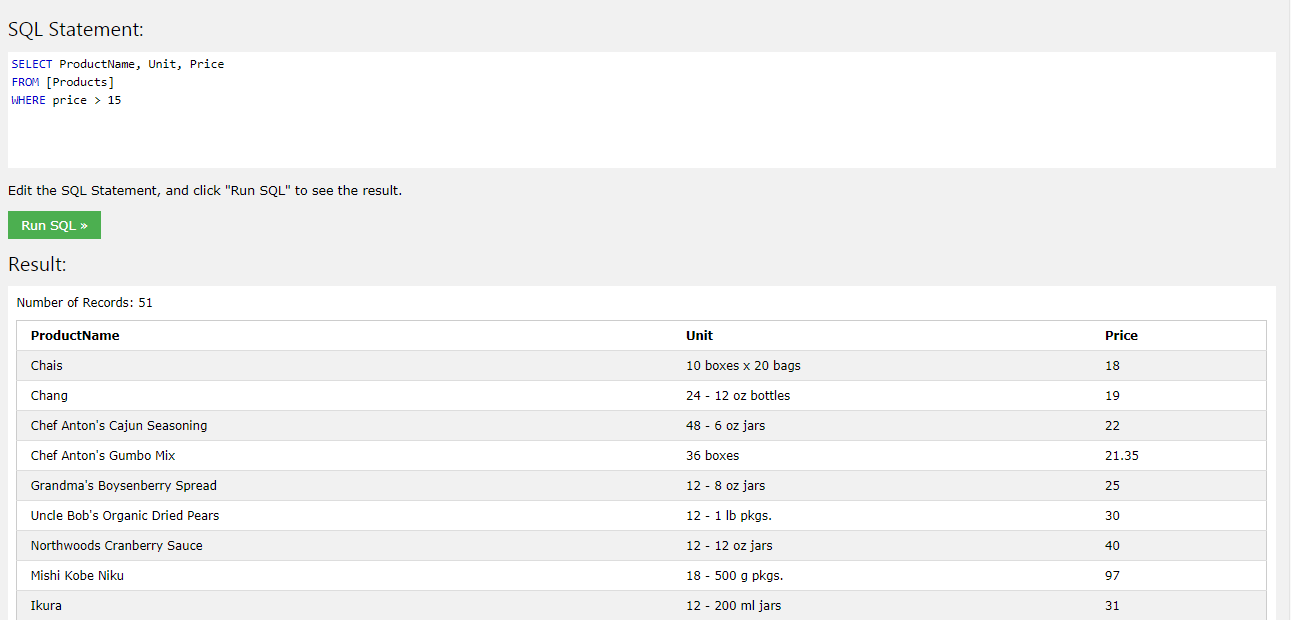 SQL Statement:
SELECT ProductName, Unit, Price
FROM [Products]
WHERE price > 15
Edit the SQL Statement, and click "Run SQL" to see the result.
Run SQL »
Result:
Number of Records: 51
ProductName Unit Price
Chais 10 boxes x 20 bags 18
Chang 24 - 12 oz bottles 19
Chef Anton's Cajun Seasoning 48 - 6 oz jars 22
Chef Anton's Gumbo Mix 36 boxes 21.35
Grandma's Boysenberry Spread 12 - 8 oz jars 25
Uncle Bob's Organic Dried Pears 12 - 1 lb pkgs. 30
Northwoods Cranberry Sauce 12 - 12 oz jars 40
Mishi Kobe Niku 18 - 500 g pkgs. 97
Ikura 12 - 200 ml jars 31